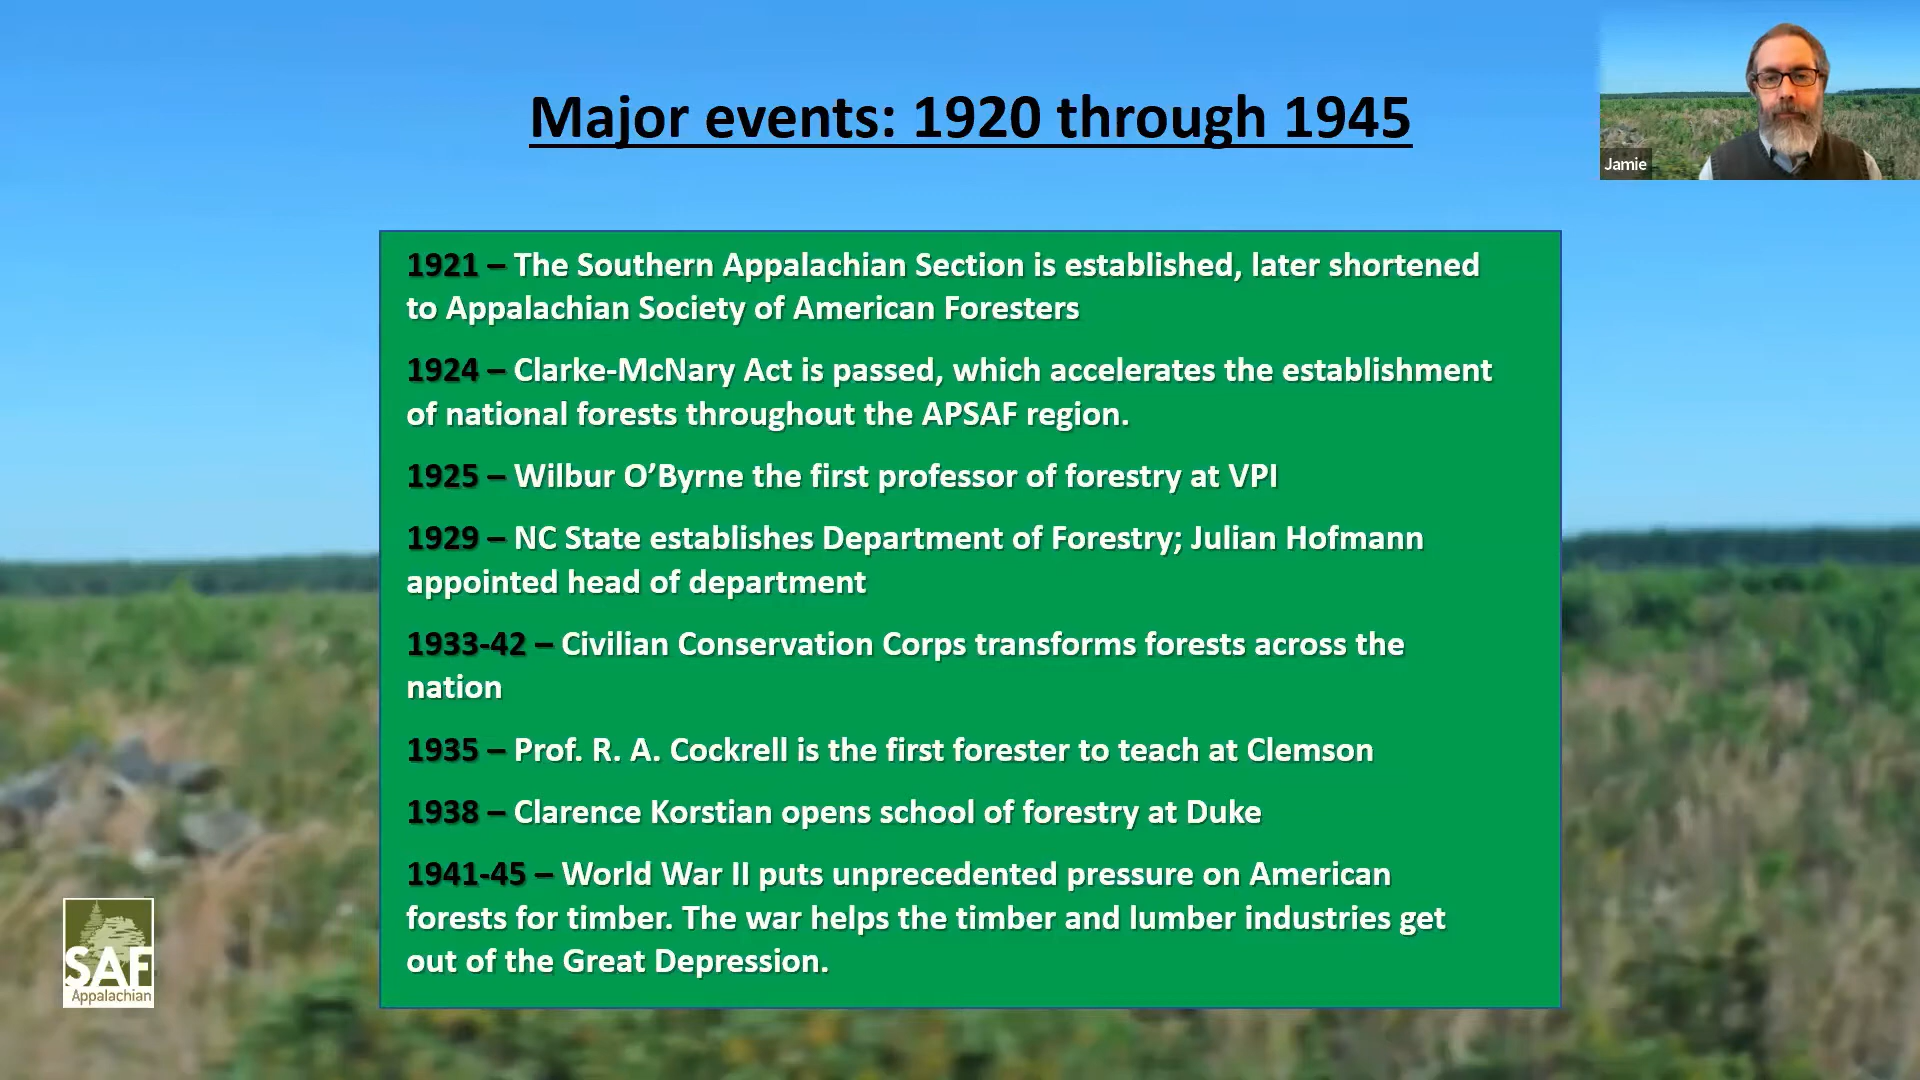 Major events: 1920 through 1945
Jamie
1921 – The Southern Appalachian Section is established, later shortened
to Appalachian Society of American Foresters
1924 – Clarke-McNary Act is passed, which accelerates the establishment
of national forests throughout the APSAF region.
1925 – Wilbur O’Byrne the first professor of forestry at VPI
1929 – NC State establishes Department of Forestry; Julian Hofmann
appointed head of department
1933-42 – Civilian Conservation Corps transforms forests across the
nation
1935 – Prof. R. A. Cockrell is the first forester to teach at Clemson
1938 – Clarence Korstian opens school of forestry at Duke
1941-45 – World War II puts unprecedented pressure on American
forests for timber. The war helps the timber and lumber industries get
out of the Great Depression.
SAF
Appalachian